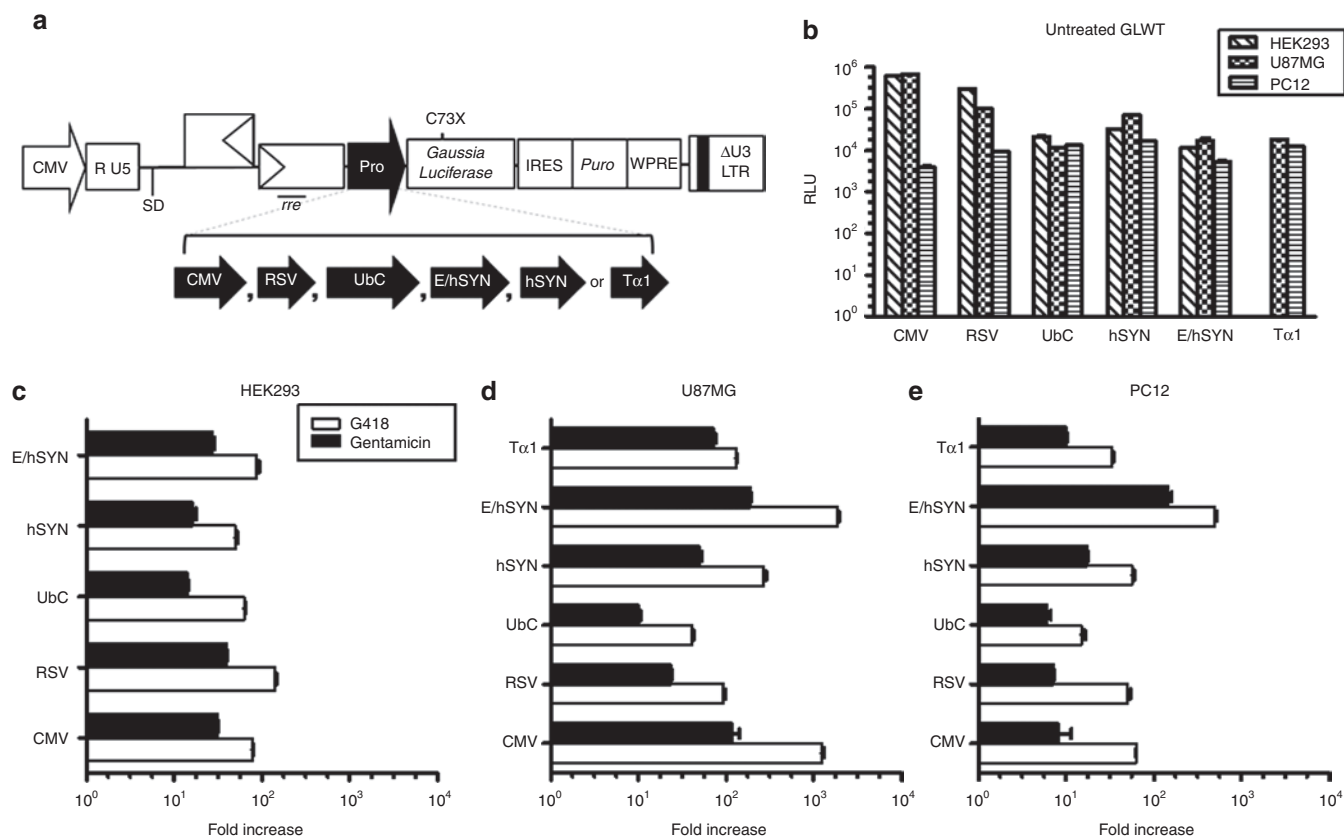 a
C73X
CMV
R U5
SD
rre
Pro
Gaussia
Luciferase
IRES
Puro
WPRE
ΔU3
LTR
CMV , RSV , UbC , E/hSYN , hSYN or Tα1
b
Untreated GLWT
HEK293
U87MG
PC12
RLU
10⁶
10⁵
10⁴
10³
10²
10¹
10⁰
CMV RSV UbC hSYN E/hSYN Tα1
c
HEK293
G418
Gentamicin
E/hSYN
hSYN
UbC
RSV
CMV
10⁰ 10¹ 10² 10³ 10⁴
Fold increase
d
U87MG
Tα1
E/hSYN
hSYN
UbC
RSV
CMV
10⁰ 10¹ 10² 10³ 10⁴
Fold increase
e
PC12
Tα1
E/hSYN
hSYN
UbC
RSV
CMV
10⁰ 10¹ 10² 10³ 10⁴
Fold increase